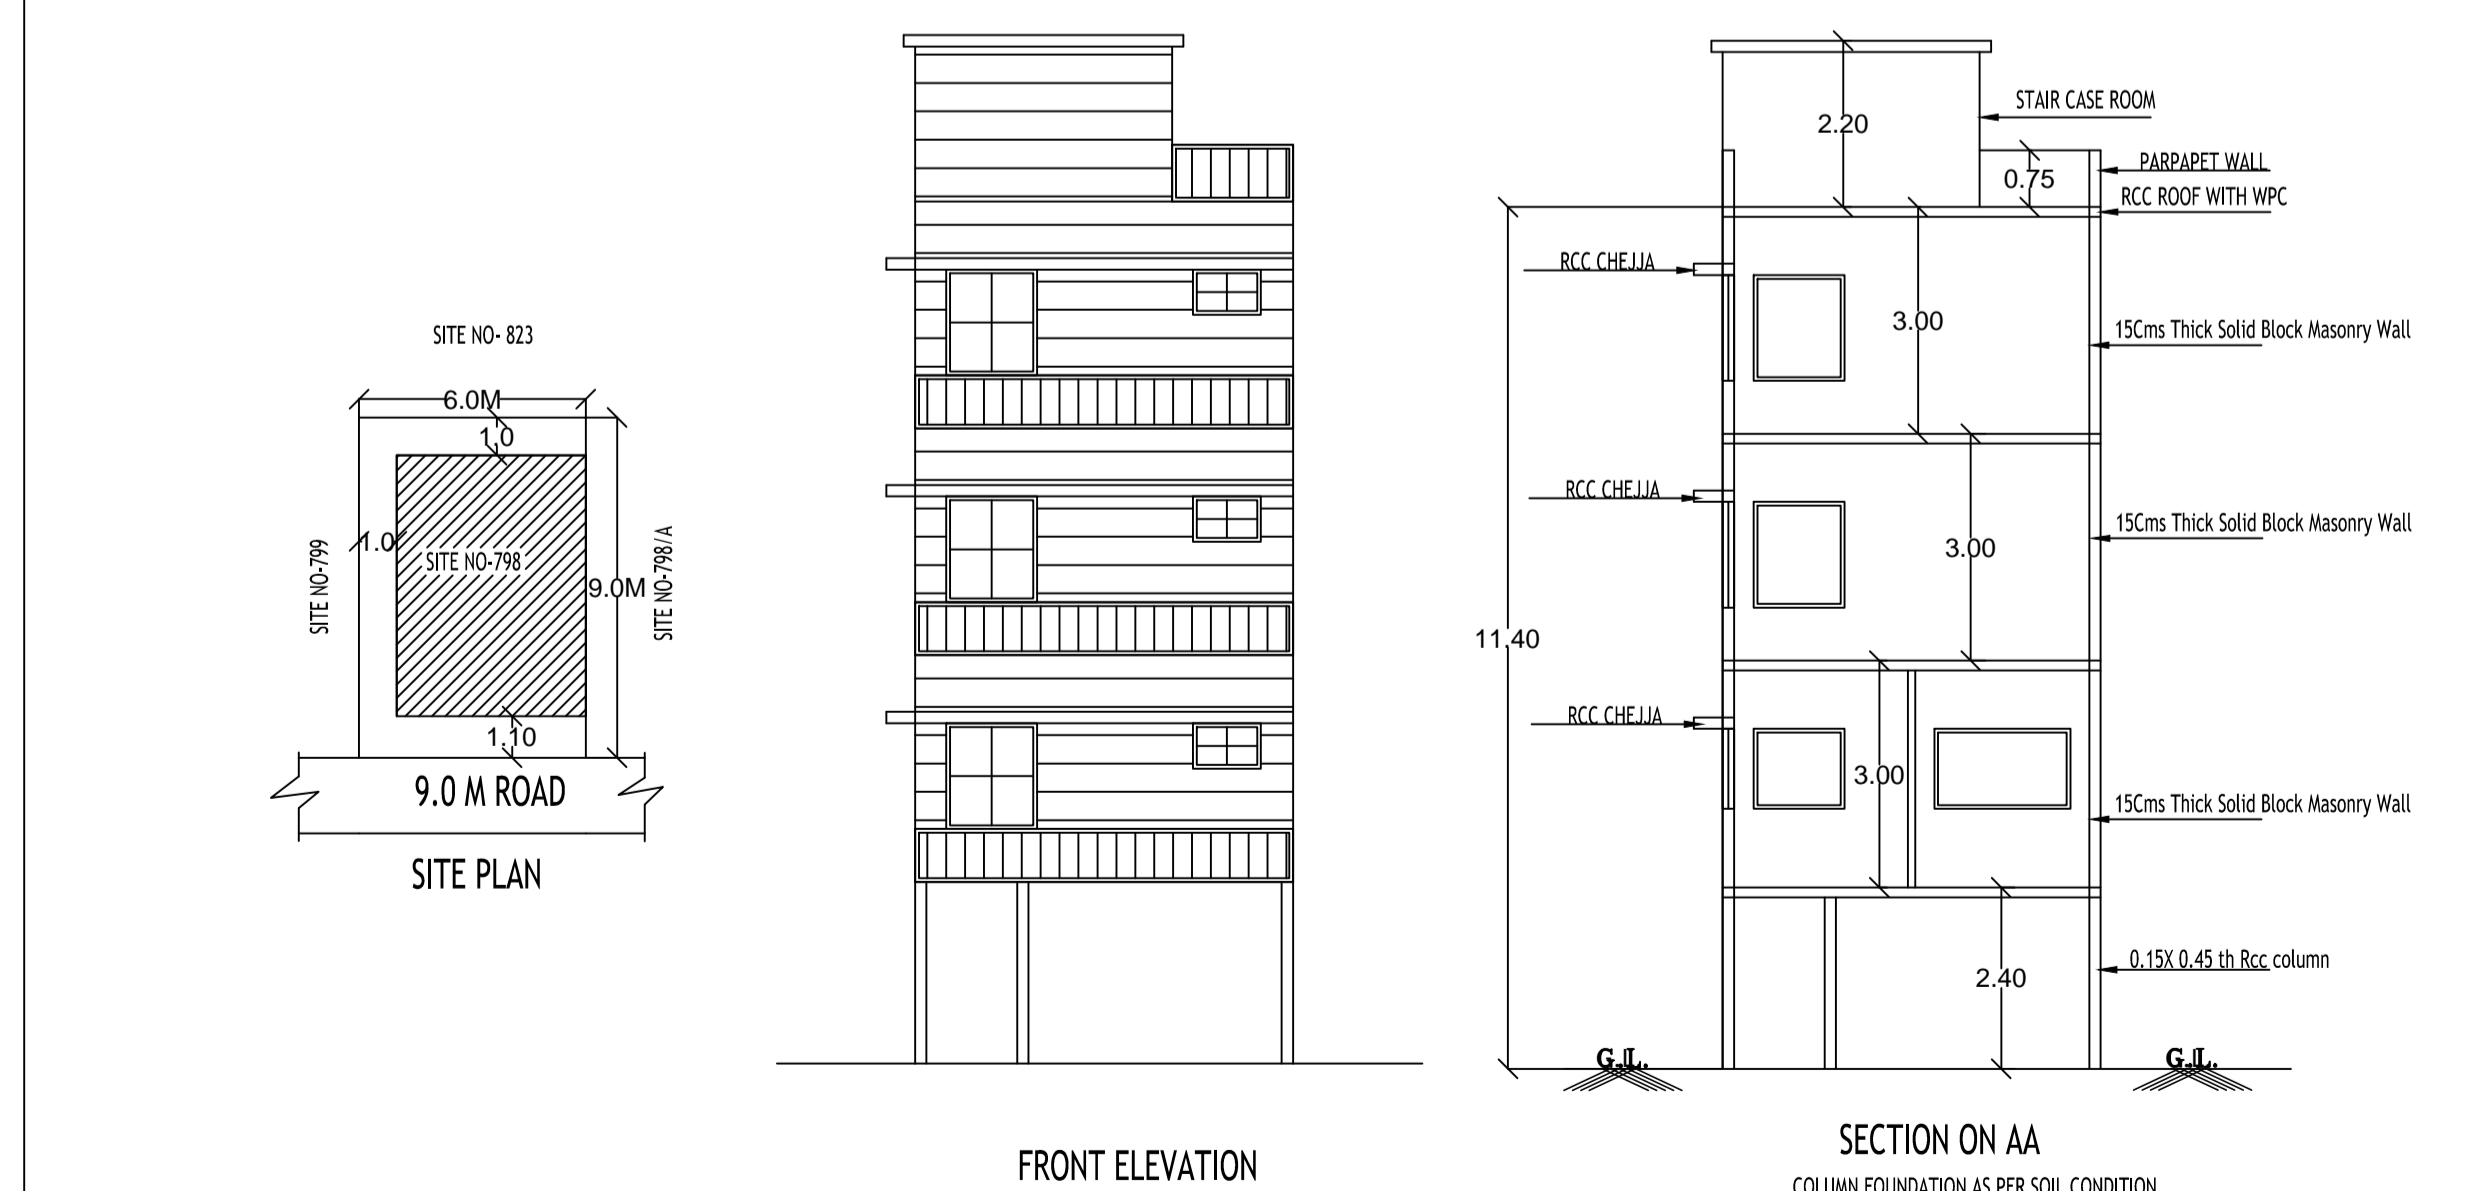 SITE NO- 823
6.0M
1.0
1.0
SITE NO-799
SITE NO-798
9.0M
SITE NO-798/A
1.10
9.0 M ROAD
SITE PLAN
FRONT ELEVATION
2.20
STAIR CASE ROOM
PARPAPET WALL
0.75
RCC ROOF WITH WPC
RCC CHEJJA
3.00
15Cms Thick Solid Block Masonry Wall
RCC CHEJJA
3.00
15Cms Thick Solid Block Masonry Wall
11.40
RCC CHEJJA
3.00
15Cms Thick Solid Block Masonry Wall
0.15X 0.45 th Rcc column
2.40
G.L.
G.L.
SECTION ON AA
COLUMN FOUNDATION AS PER SOIL CONDITION